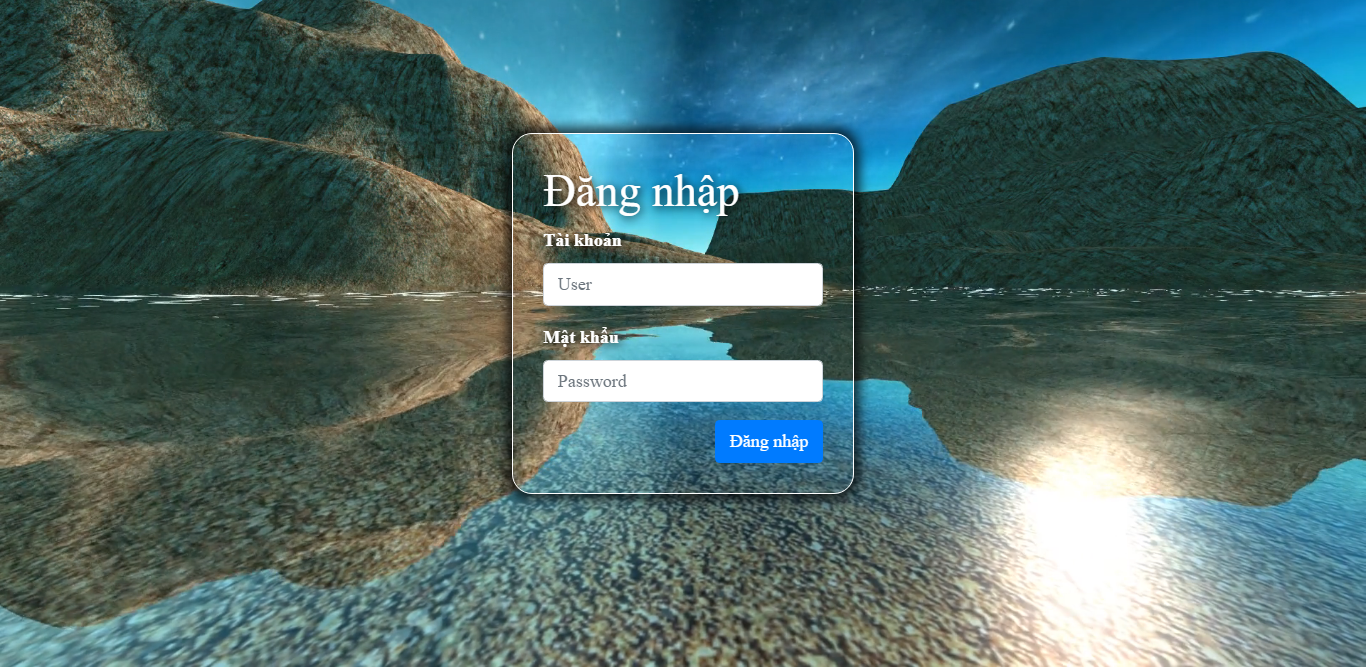 Đăng nhập
Tài khoản
User
Mật khẩu
Password
Đăng nhập